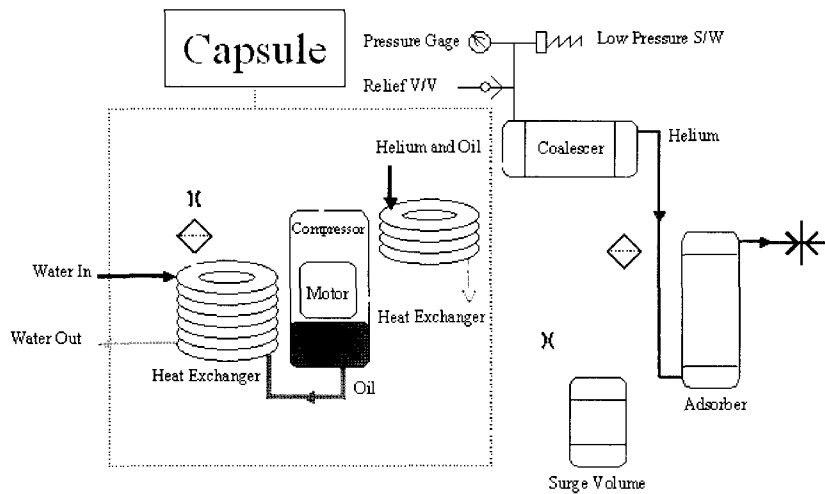 Capsule
Pressure Gage
Low Pressure S/W
Relief V/V
Helium and Oil
Coalescer
Helium
Compressor
Water In
Motor
Heat Exchanger
Water Out
Heat Exchanger
Oil
Adsorber
Surge Volume